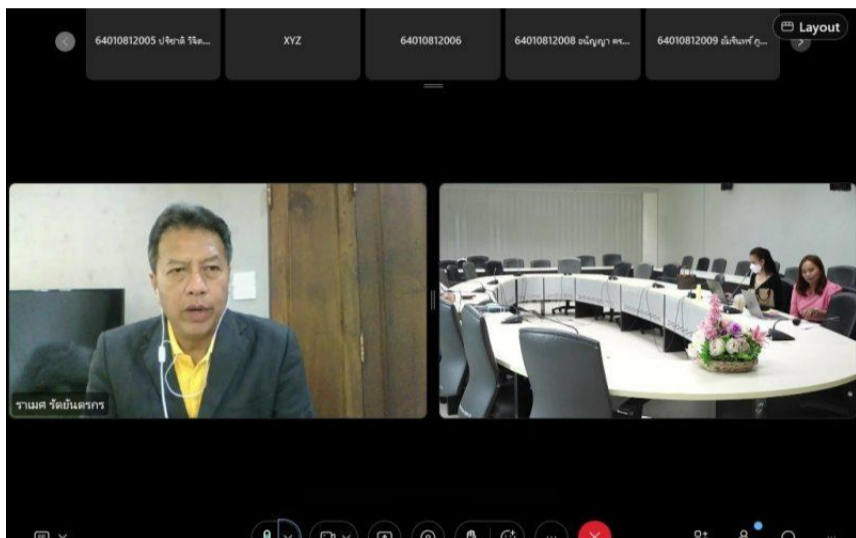 64010812005 ปริชาติ วิจิต...
XYZ
64010812006
64010812008 อนัญญา ตร...
64010812009 อัมรินทร์ ภู...
Layout
ราเมศ รัตยันตรกร